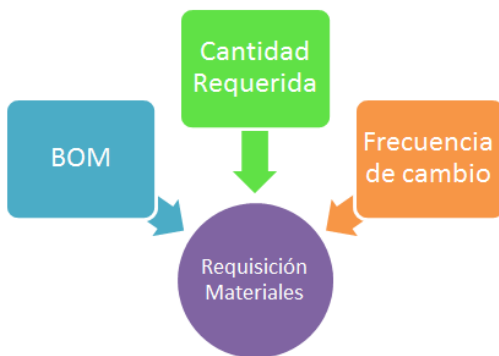 Cantidad
Requerida
BOM
Frecuencia
de cambio
Requisición
Materiales